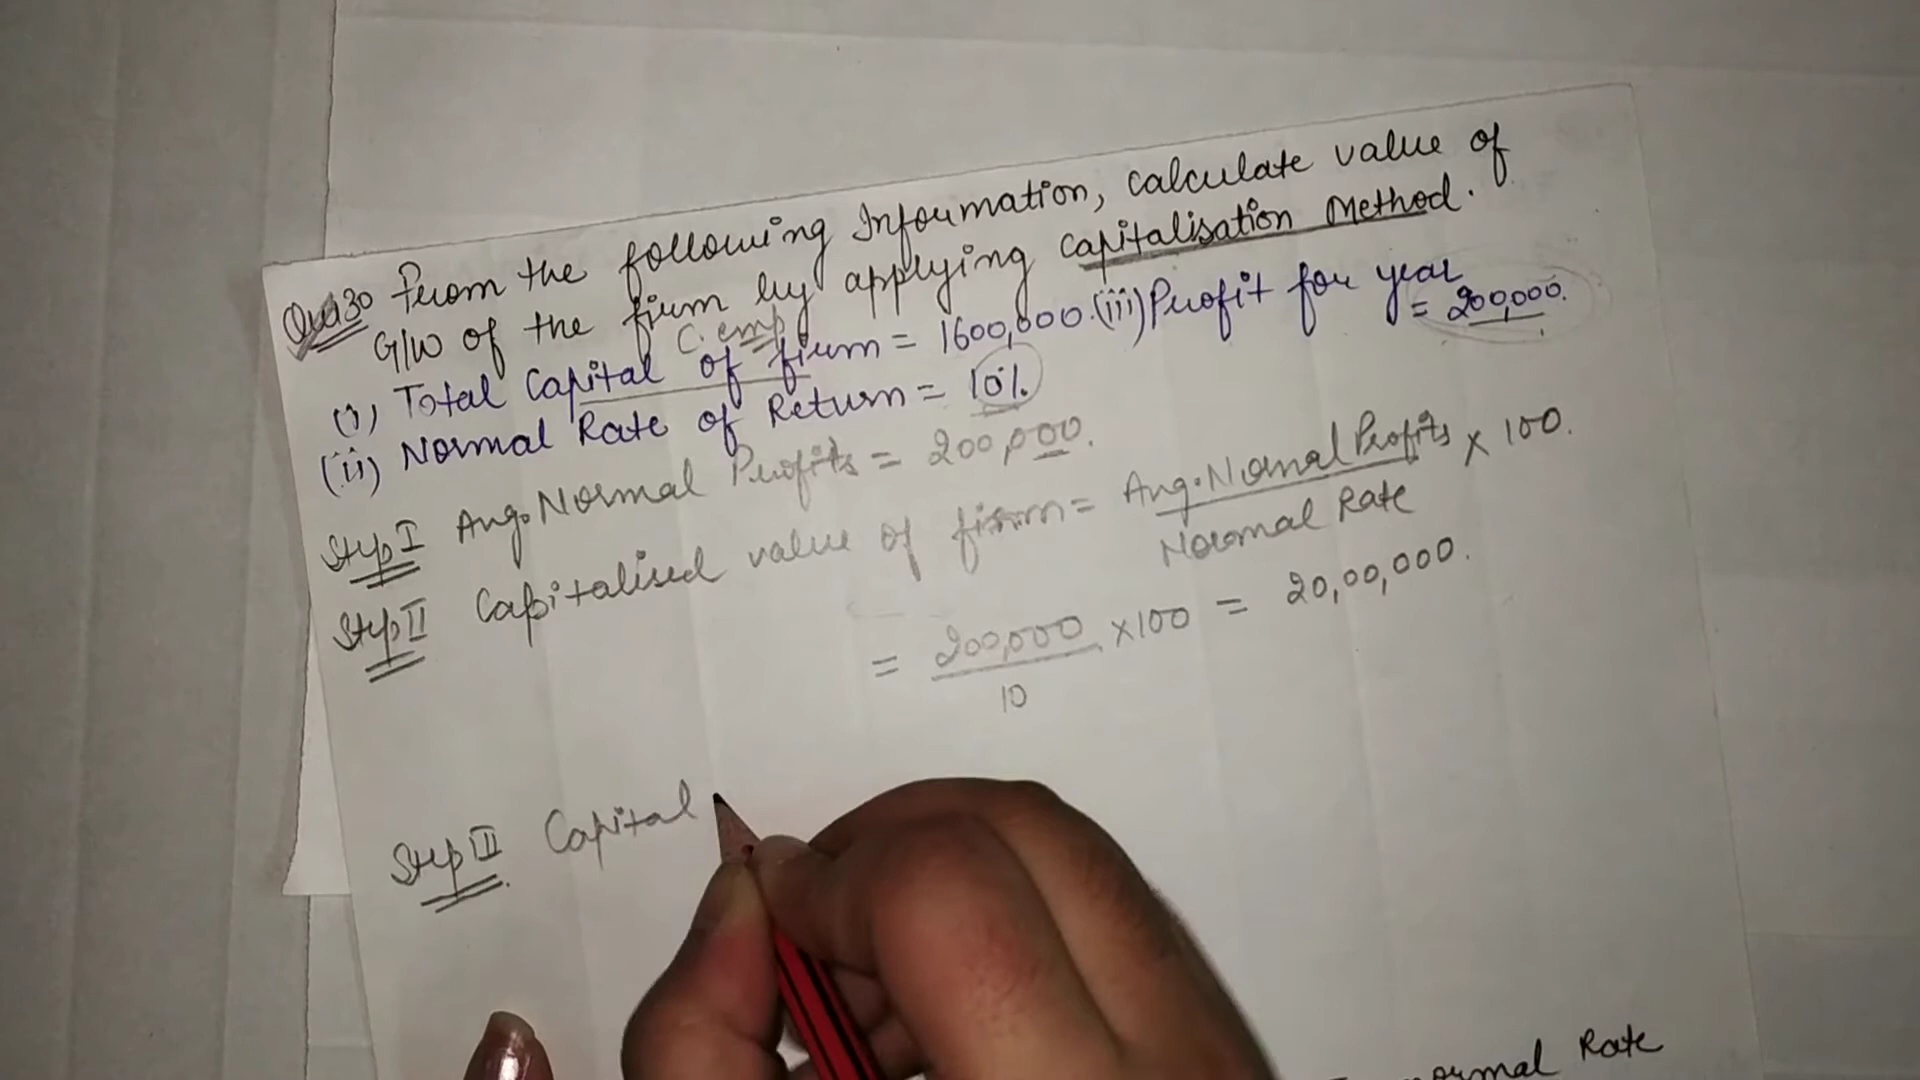 Que30 From the following Information, calculate value of
G/W of the firm by applying capitalisation Method.
C. emp
(i) Total Capital of firm = 1600,000. (iii) Profit for year
= 200,000.
(ii) Normal Rate of Return = 10%.
Step I Avg. Normal Profits = 200,000.
Step II Capitalised value of firm = Avg. Normal Profits × 100.
Normal Rate
= 200,000 ×100 = 20,00,000.
10
Step III Capital
Rate